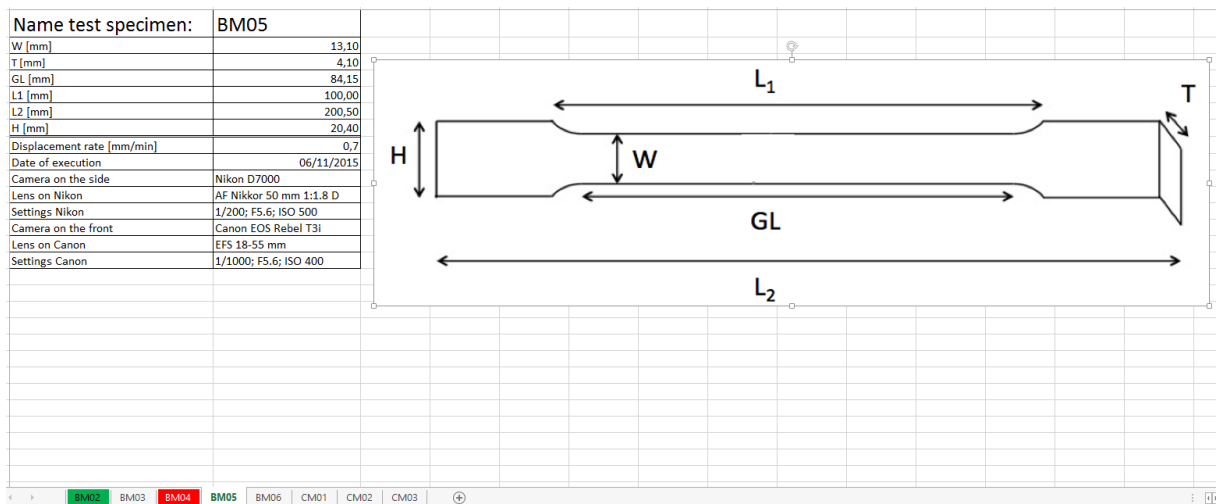 Name test specimen: BM05
W [mm] 13,10
T [mm] 4,10
GL [mm] 84,15
L1 [mm] 100,00
L2 [mm] 200,50
H [mm] 20,40
Displacement rate [mm/min] 0,7
Date of execution 06/11/2015
Camera on the side Nikon D7000
Lens on Nikon AF Nikkor 50 mm 1:1.8 D
Settings Nikon 1/200; F5.6; ISO 500
Camera on the front Canon EOS Rebel T3i
Lens on Canon EFS 18-55 mm
Settings Canon 1/1000; F5.6; ISO 400
L₁
T
H
W
GL
L₂
BM02 BM03 BM04 BM05 BM06 CM01 CM02 CM03